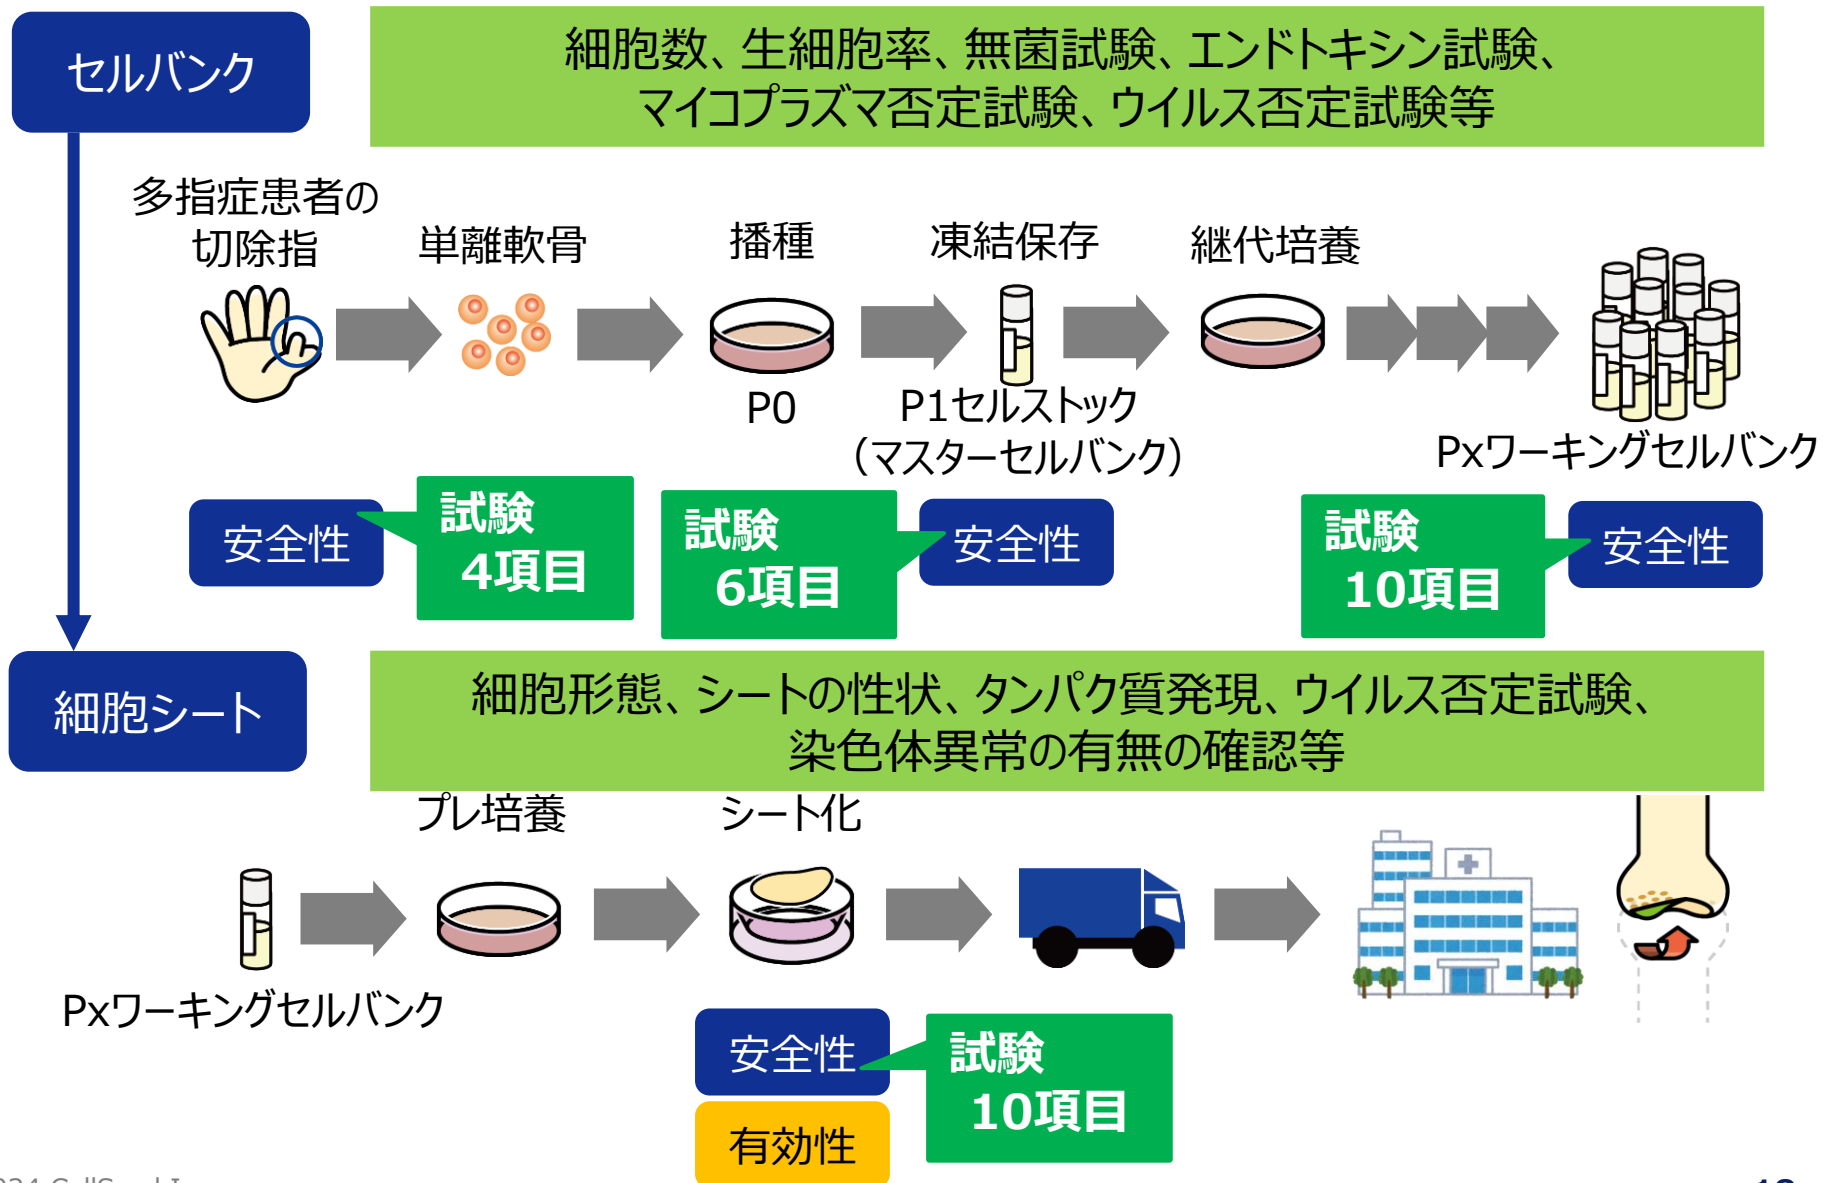 セルバンク
細胞数、生細胞率、無菌試験、エンドトキシン試験、
マイコプラズマ否定試験、ウイルス否定試験等
多指症患者の
切除指
単離軟骨
播種
凍結保存
継代培養
P0
P1セルストック
（マスターセルバンク）
Pxワーキングセルバンク
安全性
試験
4項目
試験
6項目
安全性
試験
10項目
安全性
細胞シート
細胞形態、シートの性状、タンパク質発現、ウイルス否定試験、
染色体異常の有無の確認等
プレ培養
シート化
Pxワーキングセルバンク
安全性
試験
10項目
有効性